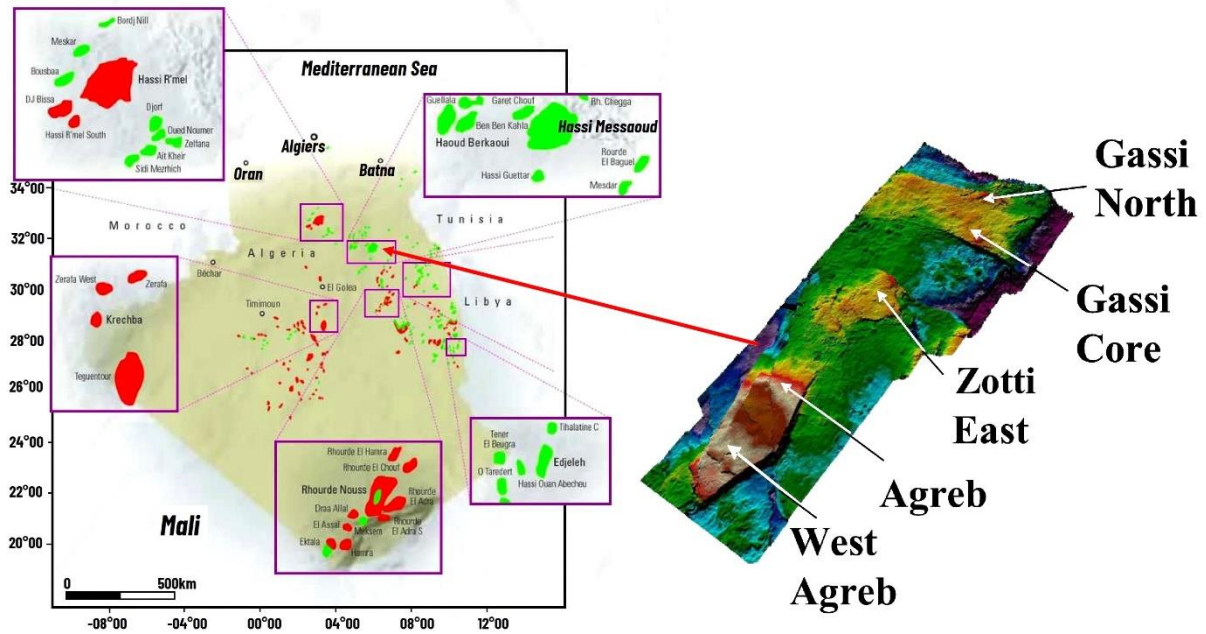 Bordj Nill
Meskar
Bousbaa
Hassi R'mel
DJ Bissa
Djorf
Oued Noumer
Zeltana
Hassi R'mel South
Ait Kheir
Sidi Mezrhich
Mediterranean Sea
Algiers
Oran
Batna
Guellala
Garet Chouf
Rh. Chegga
Ben Ben Kahla
Hassi Messaoud
Haoud Berkaoui
Rourde
El Baguel
Hassi Guettar
Mesdar
34°00
32°00
30°00
28°00
26°00
24°00
22°00
20°00
Morocco
Tunisia
Algeria
Béchar
El Golea
Timimoun
Libya
Zerafa West
Zerafa
Krechba
Teguentour
Rhourde El Hamra
Rhourde El Chouf
Rhourde Nouss
Rhourde
El Adra
Draa Allal
El Assal
Meksem
Rhourde
El Adra S
Ektala
Hamra
Tihalatine C
Tener
El Beugra
Edjeleh
O Taredert
Hassi Ouan Abecheu
Mali
0
500km
-08°00
-04°00
00°00
04°00
08°00
12°00
Gassi
North
Gassi
Core
Zotti
East
Agreb
West
Agreb